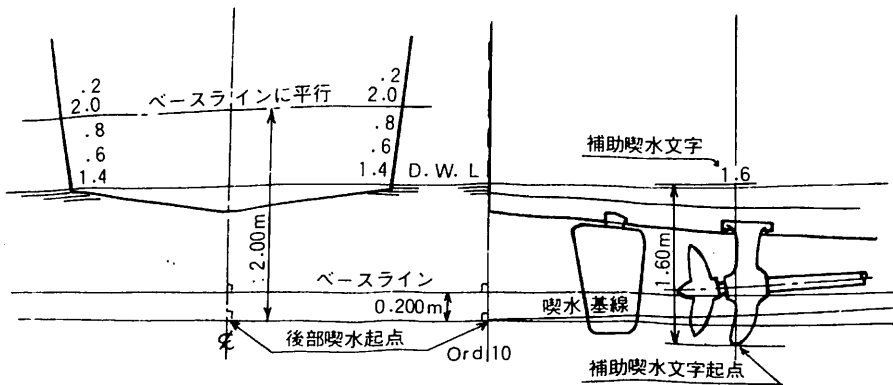 .2
2.0
.8
.6
1.4
ベースラインに平行
.2
2.0
.8
.6
1.4
D.W.L
補助喫水文字
1.6
2.00m
1.60m
ベースライン
0.200m
喫水基線
℄
後部喫水起点
Ord 10
補助喫水文字起点